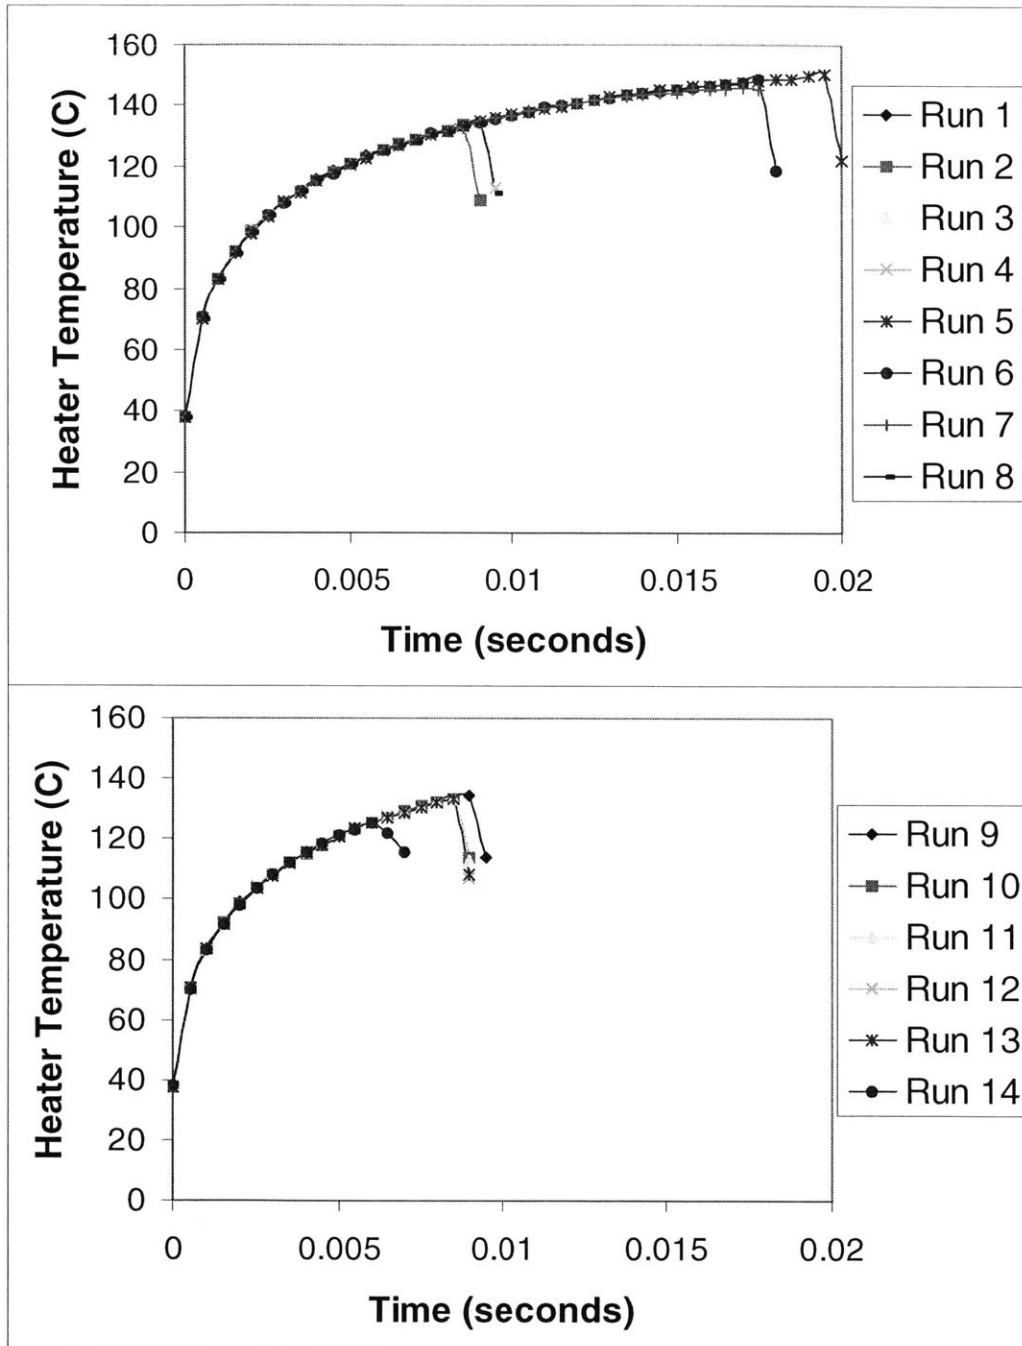 160
140
120
100
80
60
40
20
0
Heater Temperature (C)
0 0.005 0.01 0.015 0.02
Time (seconds)
Run 1
Run 2
Run 3
Run 4
Run 5
Run 6
Run 7
Run 8
160
140
120
100
80
60
40
20
0
Heater Temperature (C)
0 0.005 0.01 0.015 0.02
Time (seconds)
Run 9
Run 10
Run 11
Run 12
Run 13
Run 14